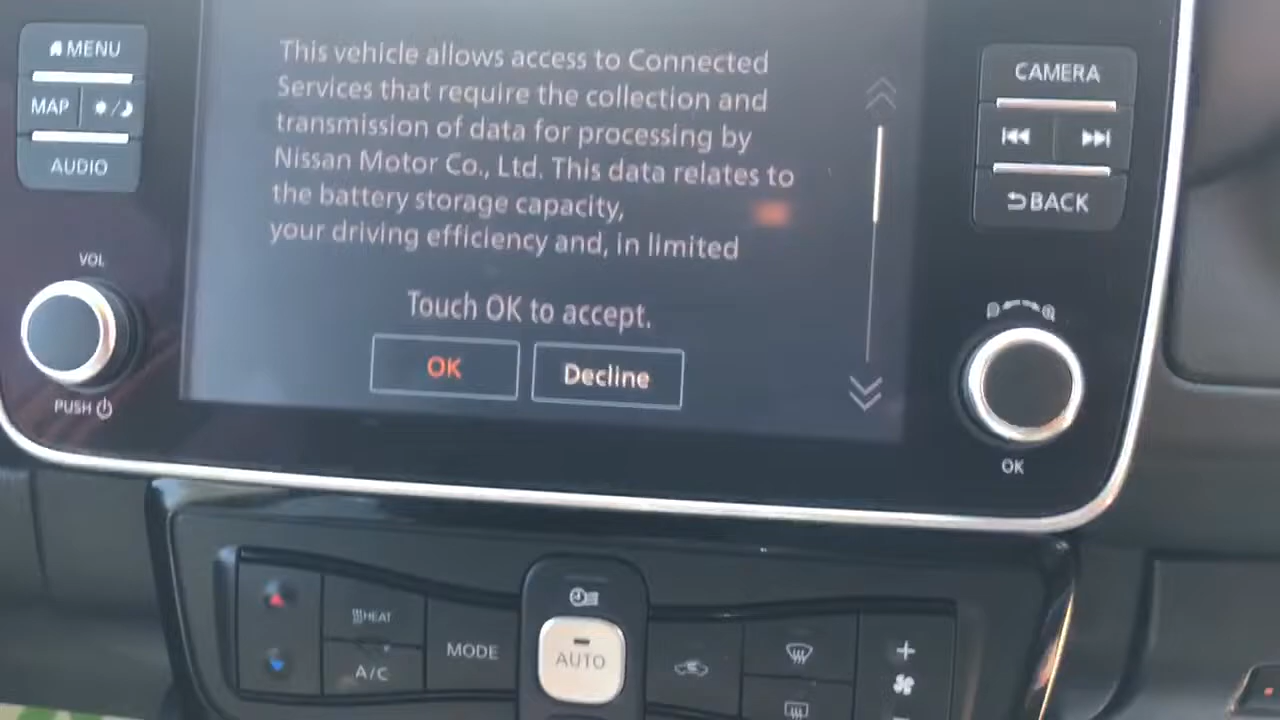 MENU
MAP
AUDIO
VOL
PUSH
This vehicle allows access to Connected
Services that require the collection and
transmission of data for processing by
Nissan Motor Co., Ltd. This data relates to
the battery storage capacity,
your driving efficiency and, in limited
Touch OK to accept.
OK
Decline
CAMERA
BACK
OK
HEAT
A/C
MODE
AUTO